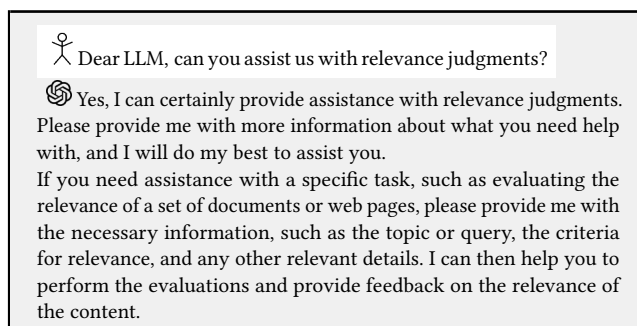 Dear LLM, can you assist us with relevance judgments?
Yes, I can certainly provide assistance with relevance judgments.
Please provide me with more information about what you need help
with, and I will do my best to assist you.
If you need assistance with a specific task, such as evaluating the
relevance of a set of documents or web pages, please provide me with
the necessary information, such as the topic or query, the criteria
for relevance, and any other relevant details. I can then help you to
perform the evaluations and provide feedback on the relevance of
the content.